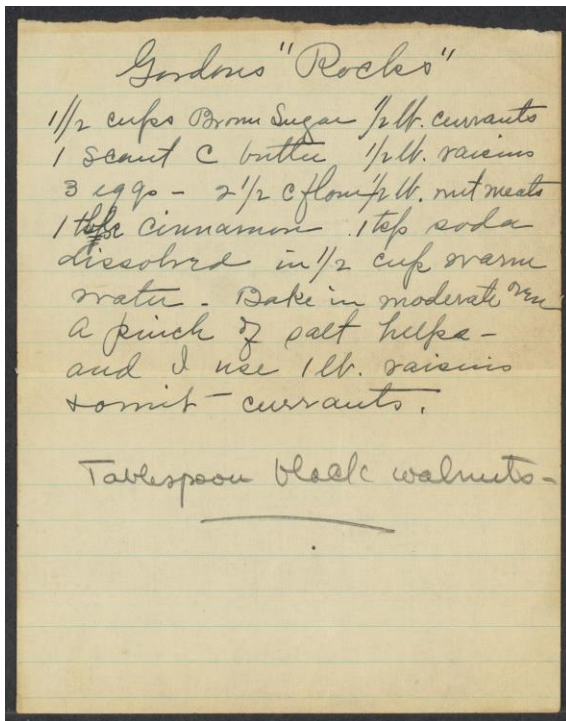 Gordons "Rocks"
1 1/2 cups Brown Sugar 1/2 lb. currants
1 scant C butter 1/2 lb. raisins
3 eggs - 2 1/2 c flour 1/2 lb. nut meats
1 cinnamon. 1 tsp soda
dissolved in 1/2 cup warm
water - Bake in moderate oven
A pinch of salt helps -
and I use 1 lb. raisins
& omit - currants.
Tablespoon black walnuts -